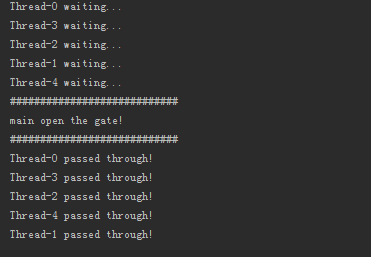 Thread-0 waiting...
Thread-3 waiting...
Thread-2 waiting...
Thread-1 waiting...
Thread-4 waiting...
############################
main open the gate!
############################
Thread-0 passed through!
Thread-3 passed through!
Thread-2 passed through!
Thread-4 passed through!
Thread-1 passed through!